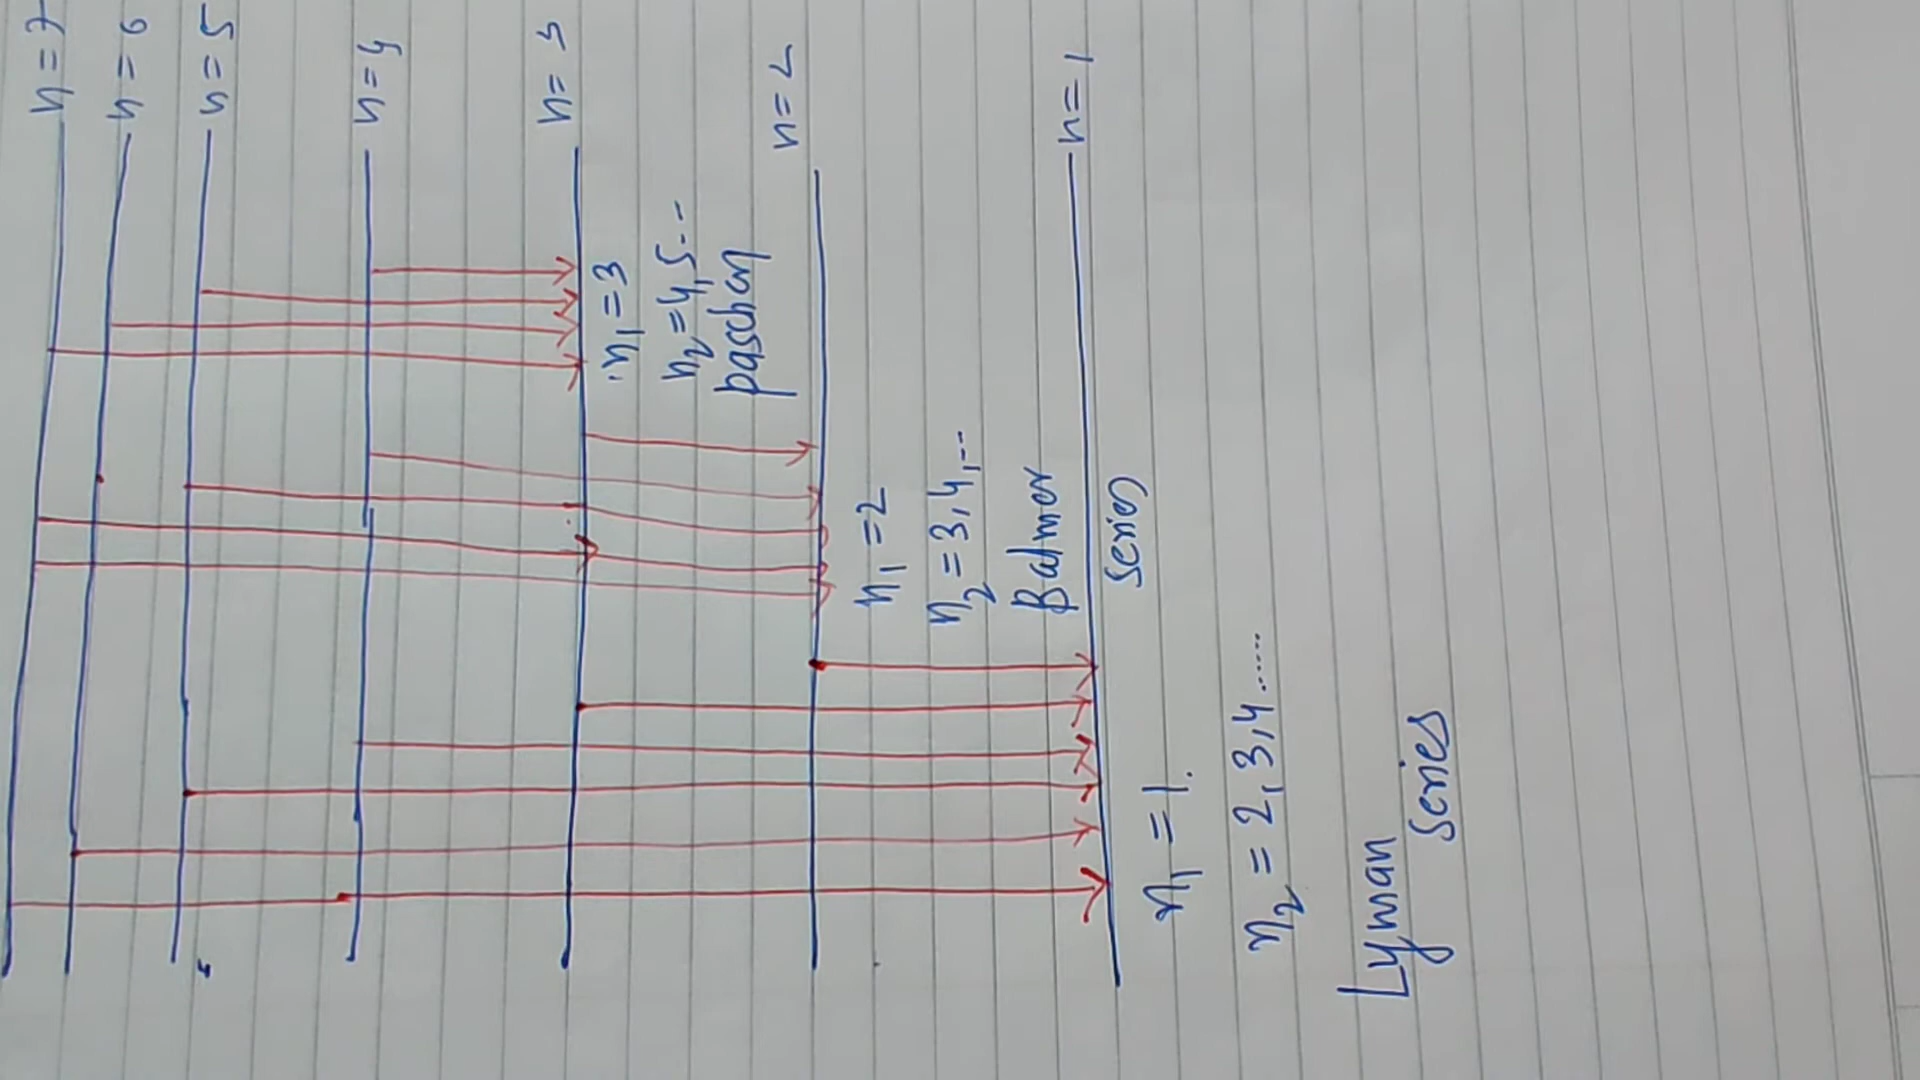 n=7
n=6
n=5
n=4
n=3
n=2
n=1
n₁=3
n₂=4,5...
paschan
n₁=2
n₂=3,4,...
Balmer
series
n₁=1.
n₂=2,3,4......
Lyman
series